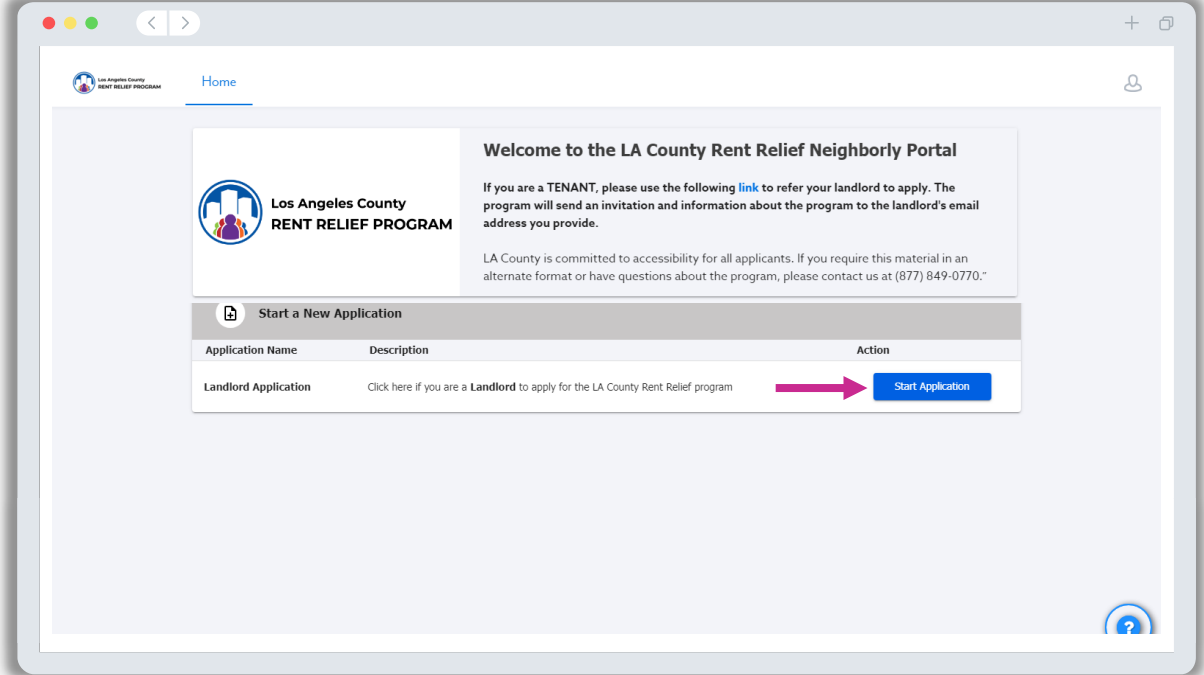 Los Angeles County
RENT RELIEF PROGRAM
Home
Welcome to the LA County Rent Relief Neighborly Portal
If you are a TENANT, please use the following link to refer your landlord to apply. The
program will send an invitation and information about the program to the landlord's email
address you provide.
LA County is committed to accessibility for all applicants. If you require this material in an
alternate format or have questions about the program, please contact us at (877) 849-0770."
Los Angeles County
RENT RELIEF PROGRAM
Start a New Application
Application Name Description Action
Landlord Application Click here if you are a Landlord to apply for the LA County Rent Relief program Start Application
?